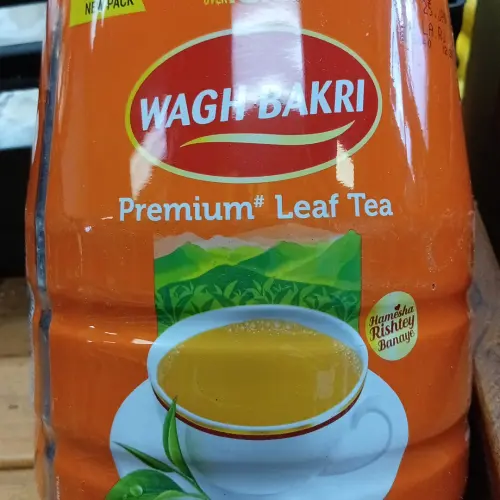 NEW PACK
WAGH BAKRI
Premium# Leaf Tea
Hamesha
Rishtey
Banaye